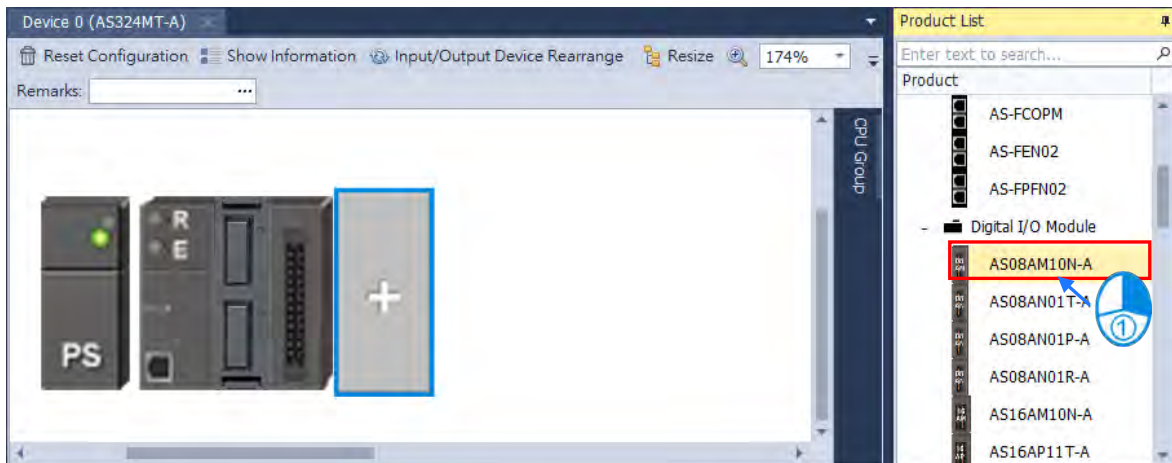 Device 0 (AS324MT-A)
Reset Configuration Show Information Input/Output Device Rearrange Resize 174%
Remarks: ...
CPU Group
R
E
PS
+
Product List
Enter text to search...
Product
AS-FCOPM
AS-FEN02
AS-FPFN02
- Digital I/O Module
AS08AM10N-A
AS08AN01T-A
1
AS08AN01P-A
AS08AN01R-A
AS16AM10N-A
AS16AP11T-A